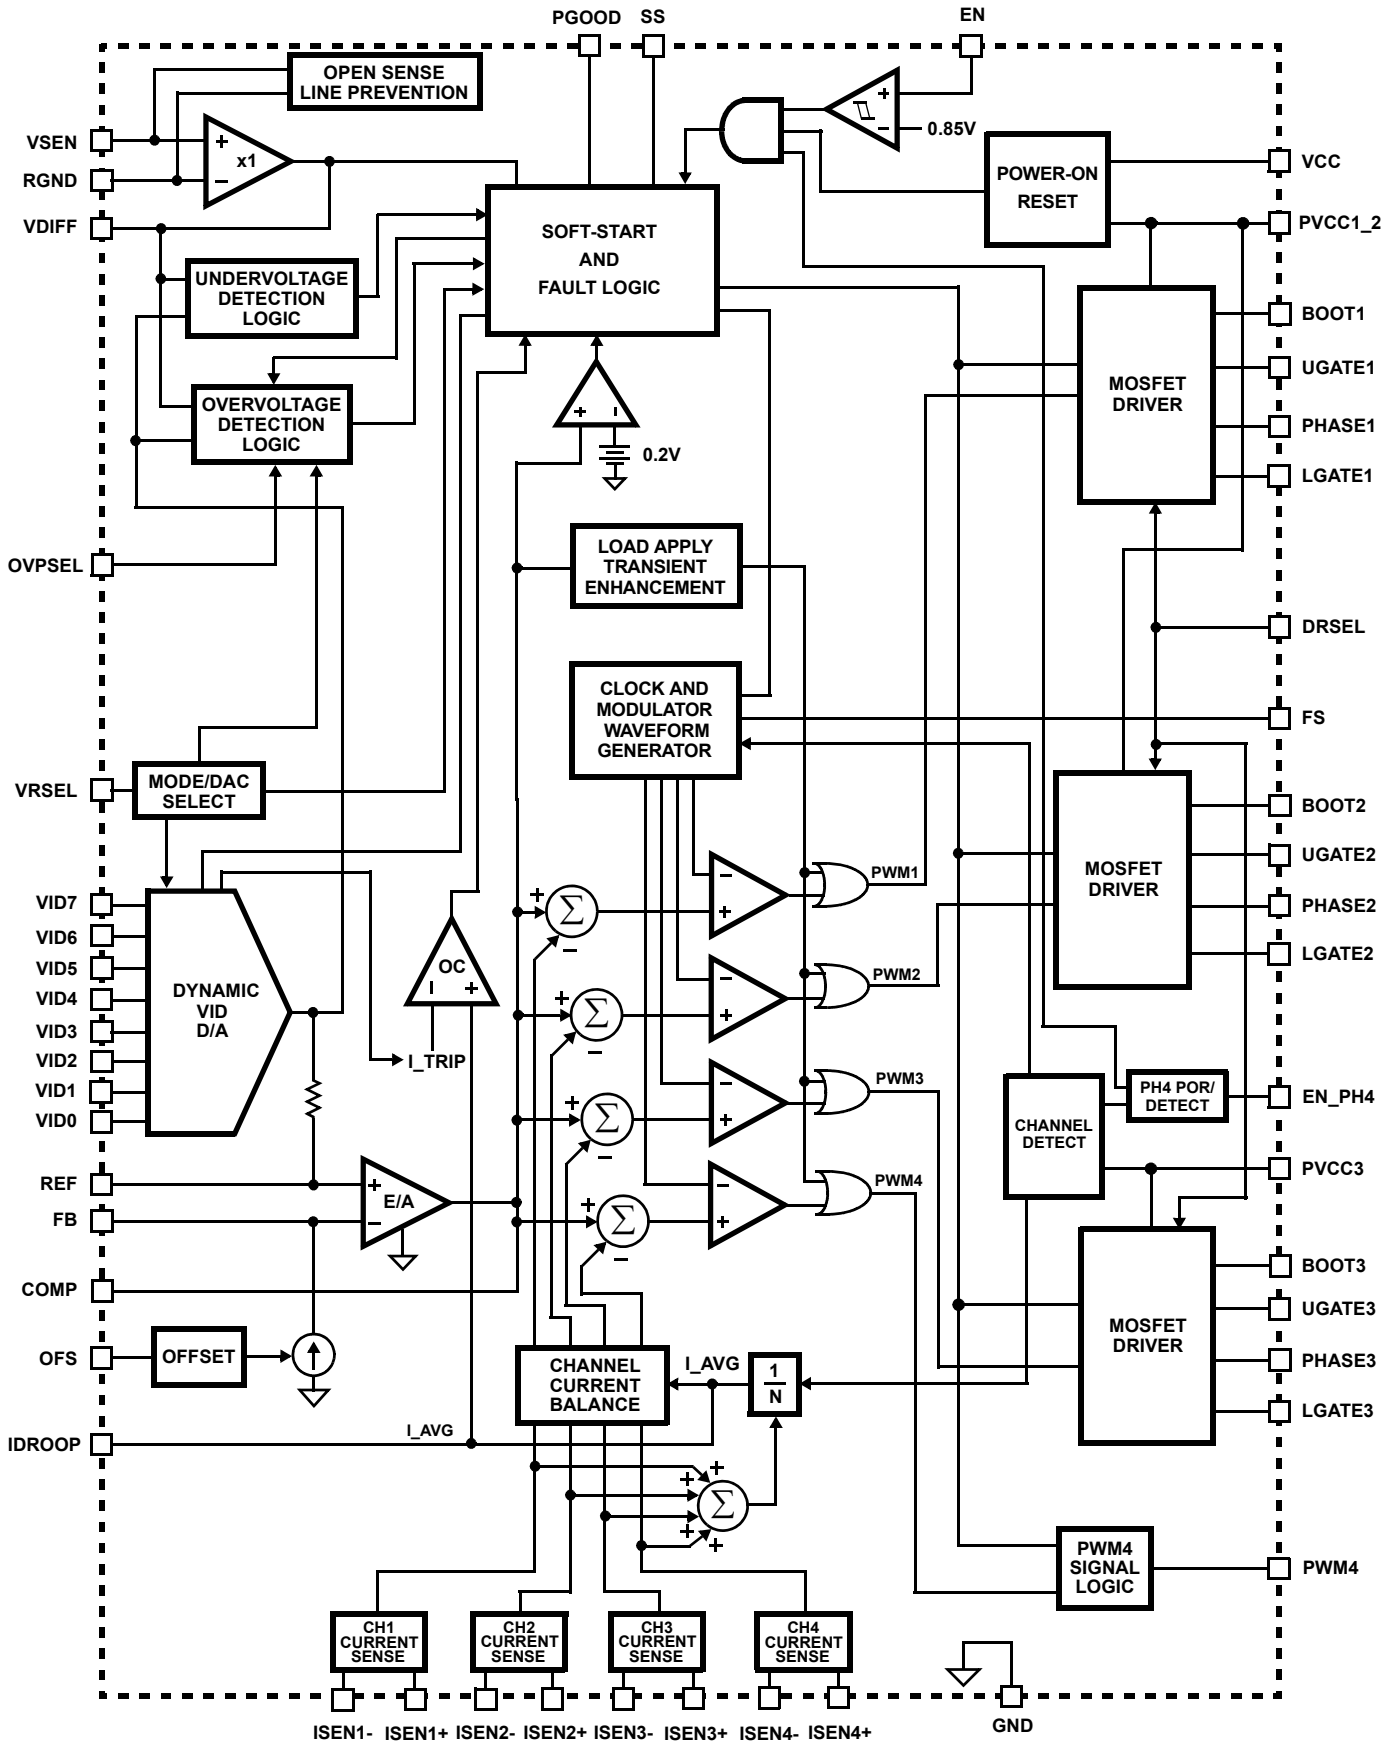 PGOOD SS EN
OPEN SENSE
LINE PREVENTION
VSEN
+
x1
−
RGND
VDIFF
+
−
0.85V
POWER-ON
RESET
VCC
PVCC1_2
SOFT-START
AND
FAULT LOGIC
UNDERVOLTAGE
DETECTION
LOGIC
OVERVOLTAGE
DETECTION
LOGIC
+ −
0.2V
MOSFET
DRIVER
BOOT1
UGATE1
PHASE1
LGATE1
OVPSEL
LOAD APPLY
TRANSIENT
ENHANCEMENT
DRSEL
CLOCK AND
MODULATOR
WAVEFORM
GENERATOR
FS
VRSEL
MODE/DAC
SELECT
MOSFET
DRIVER
BOOT2
UGATE2
PHASE2
LGATE2
VID7
VID6
VID5
VID4
VID3
VID2
VID1
VID0
DYNAMIC
VID
D/A
OC
− +
I_TRIP
+
Σ
−
−
+
PWM1
+
Σ
−
−
+
PWM2
+
Σ
−
−
+
PWM3
+
Σ
−
−
+
PWM4
CHANNEL
DETECT
PH4 POR/
DETECT
EN_PH4
PVCC3
REF
FB
+
E/A
−
COMP
OFS
OFFSET
MOSFET
DRIVER
BOOT3
UGATE3
PHASE3
LGATE3
CHANNEL
CURRENT
BALANCE
I_AVG
1
N
IDROOP
I_AVG
+
+
Σ
+
+
PWM4
SIGNAL
LOGIC
PWM4
CH1
CURRENT
SENSE
CH2
CURRENT
SENSE
CH3
CURRENT
SENSE
CH4
CURRENT
SENSE
ISEN1- ISEN1+ ISEN2- ISEN2+ ISEN3- ISEN3+ ISEN4- ISEN4+
GND